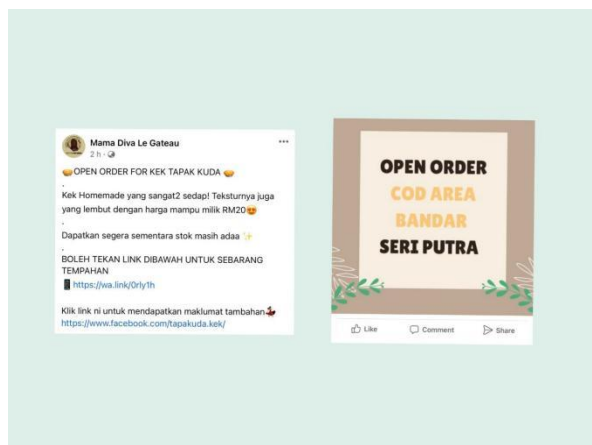 Mama Diva Le Gateau
2 h
OPEN ORDER FOR KEK TAPAK KUDA
.
Kek Homemade yang sangat2 sedap! Teksturnya juga
yang lembut dengan harga mampu milik RM20
.
Dapatkan segera sementara stok masih adaa
.
BOLEH TEKAN LINK DIBAWAH UNTUK SEBARANG
TEMPAHAN
https://wa.link/0rly1h
Klik link ni untuk mendapatkan maklumat tambahan
https://www.facebook.com/tapakuda.kek/
OPEN ORDER
COD AREA
BANDAR
SERI PUTRA
Like Comment Share